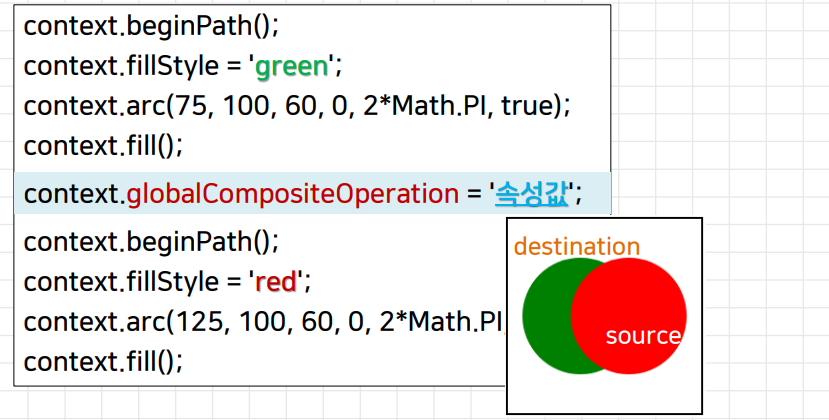 context.beginPath();
context.fillStyle = 'green';
context.arc(75, 100, 60, 0, 2*Math.PI, true);
context.fill();
context.globalCompositeOperation = '속성값';
context.beginPath();
context.fillStyle = 'red';
context.arc(125, 100, 60, 0, 2*Math.PI,
context.fill();
destination
source